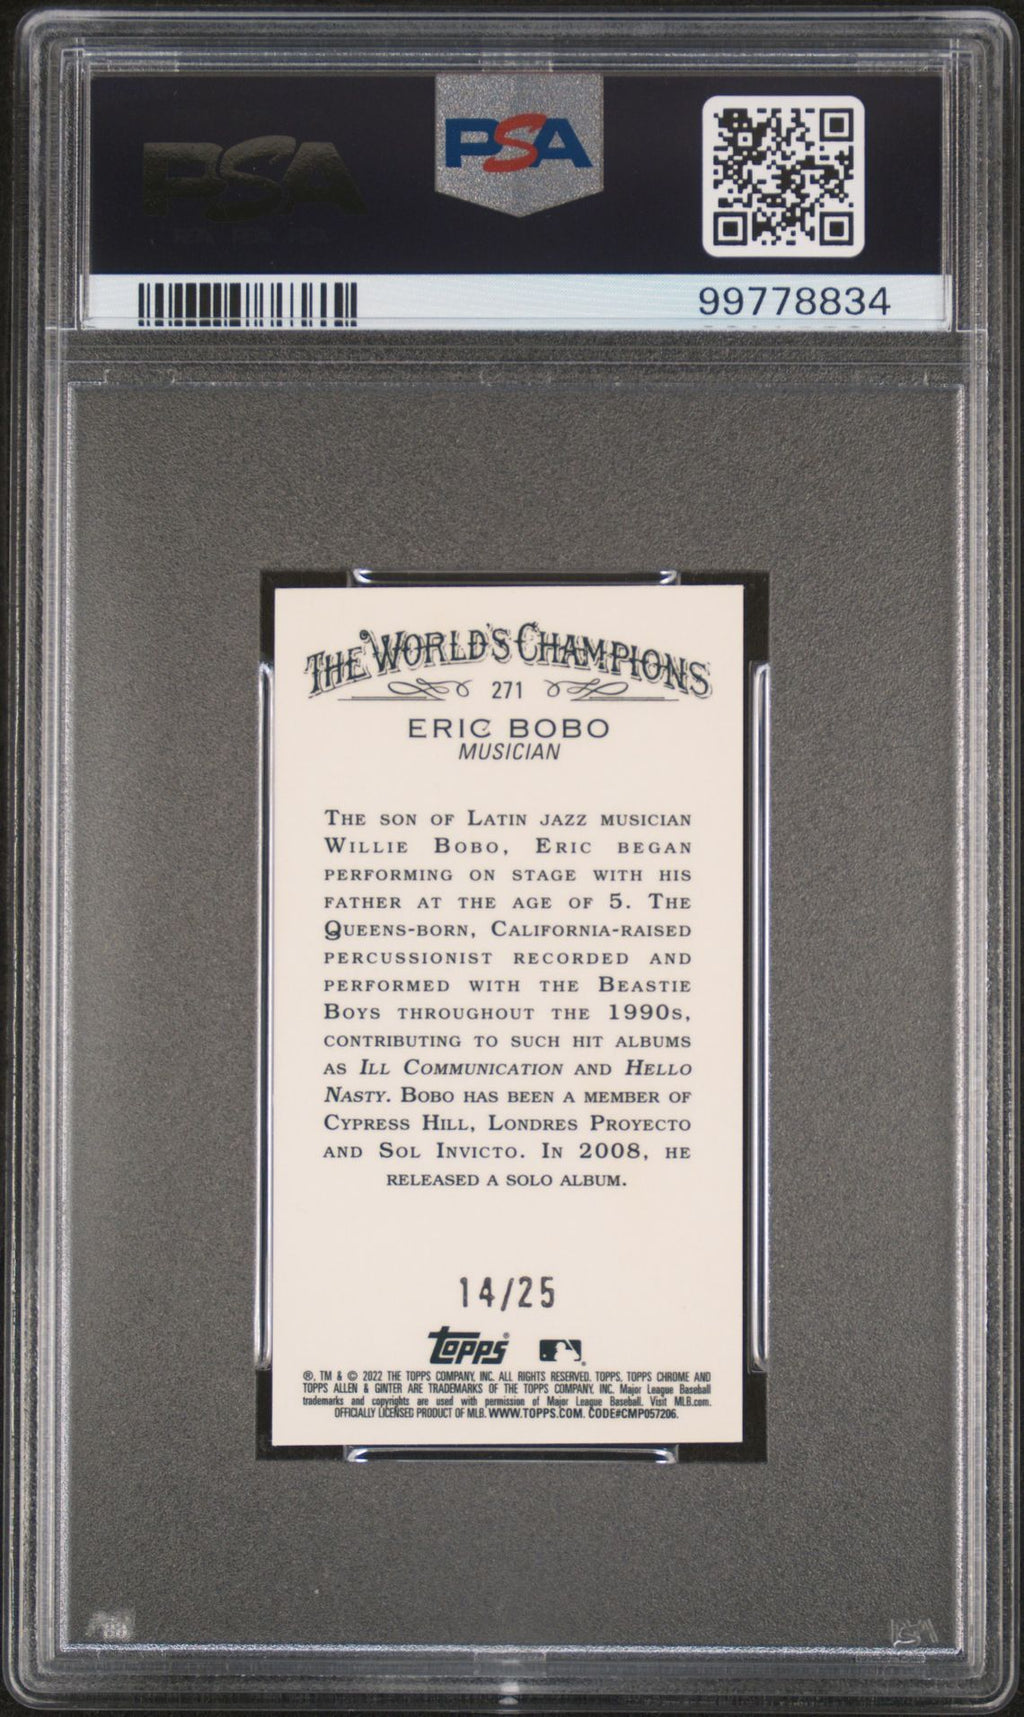 PSA
PSA
99778834
THE WORLD'S CHAMPIONS
271
ERIC BOBO
MUSICIAN
THE SON OF LATIN JAZZ MUSICIAN
WILLIE BOBO, ERIC BEGAN
PERFORMING ON STAGE WITH HIS
FATHER AT THE AGE OF 5. THE
QUEENS-BORN, CALIFORNIA-RAISED
PERCUSSIONIST RECORDED AND
PERFORMED WITH THE BEASTIE
BOYS THROUGHOUT THE 1990S,
CONTRIBUTING TO SUCH HIT ALBUMS
AS ILL COMMUNICATION AND HELLO
NASTY. BOBO HAS BEEN A MEMBER OF
CYPRESS HILL, LONDRES PROYECTO
AND SOL INVICTO. IN 2008, HE
RELEASED A SOLO ALBUM.
14/25
Topps®
®, TM & © 2022 THE TOPPS COMPANY, INC. ALL RIGHTS RESERVED. TOPPS, TOPPS CHROME AND
TOPPS ALLEN & GINTER ARE TRADEMARKS OF THE TOPPS COMPANY, INC. Major League Baseball
trademarks and copyrights are used with permission of Major League Baseball. Visit MLB.com.
OFFICIALLY LICENSED PRODUCT OF MLB. WWW.TOPPS.COM. CODE#CMP057206.